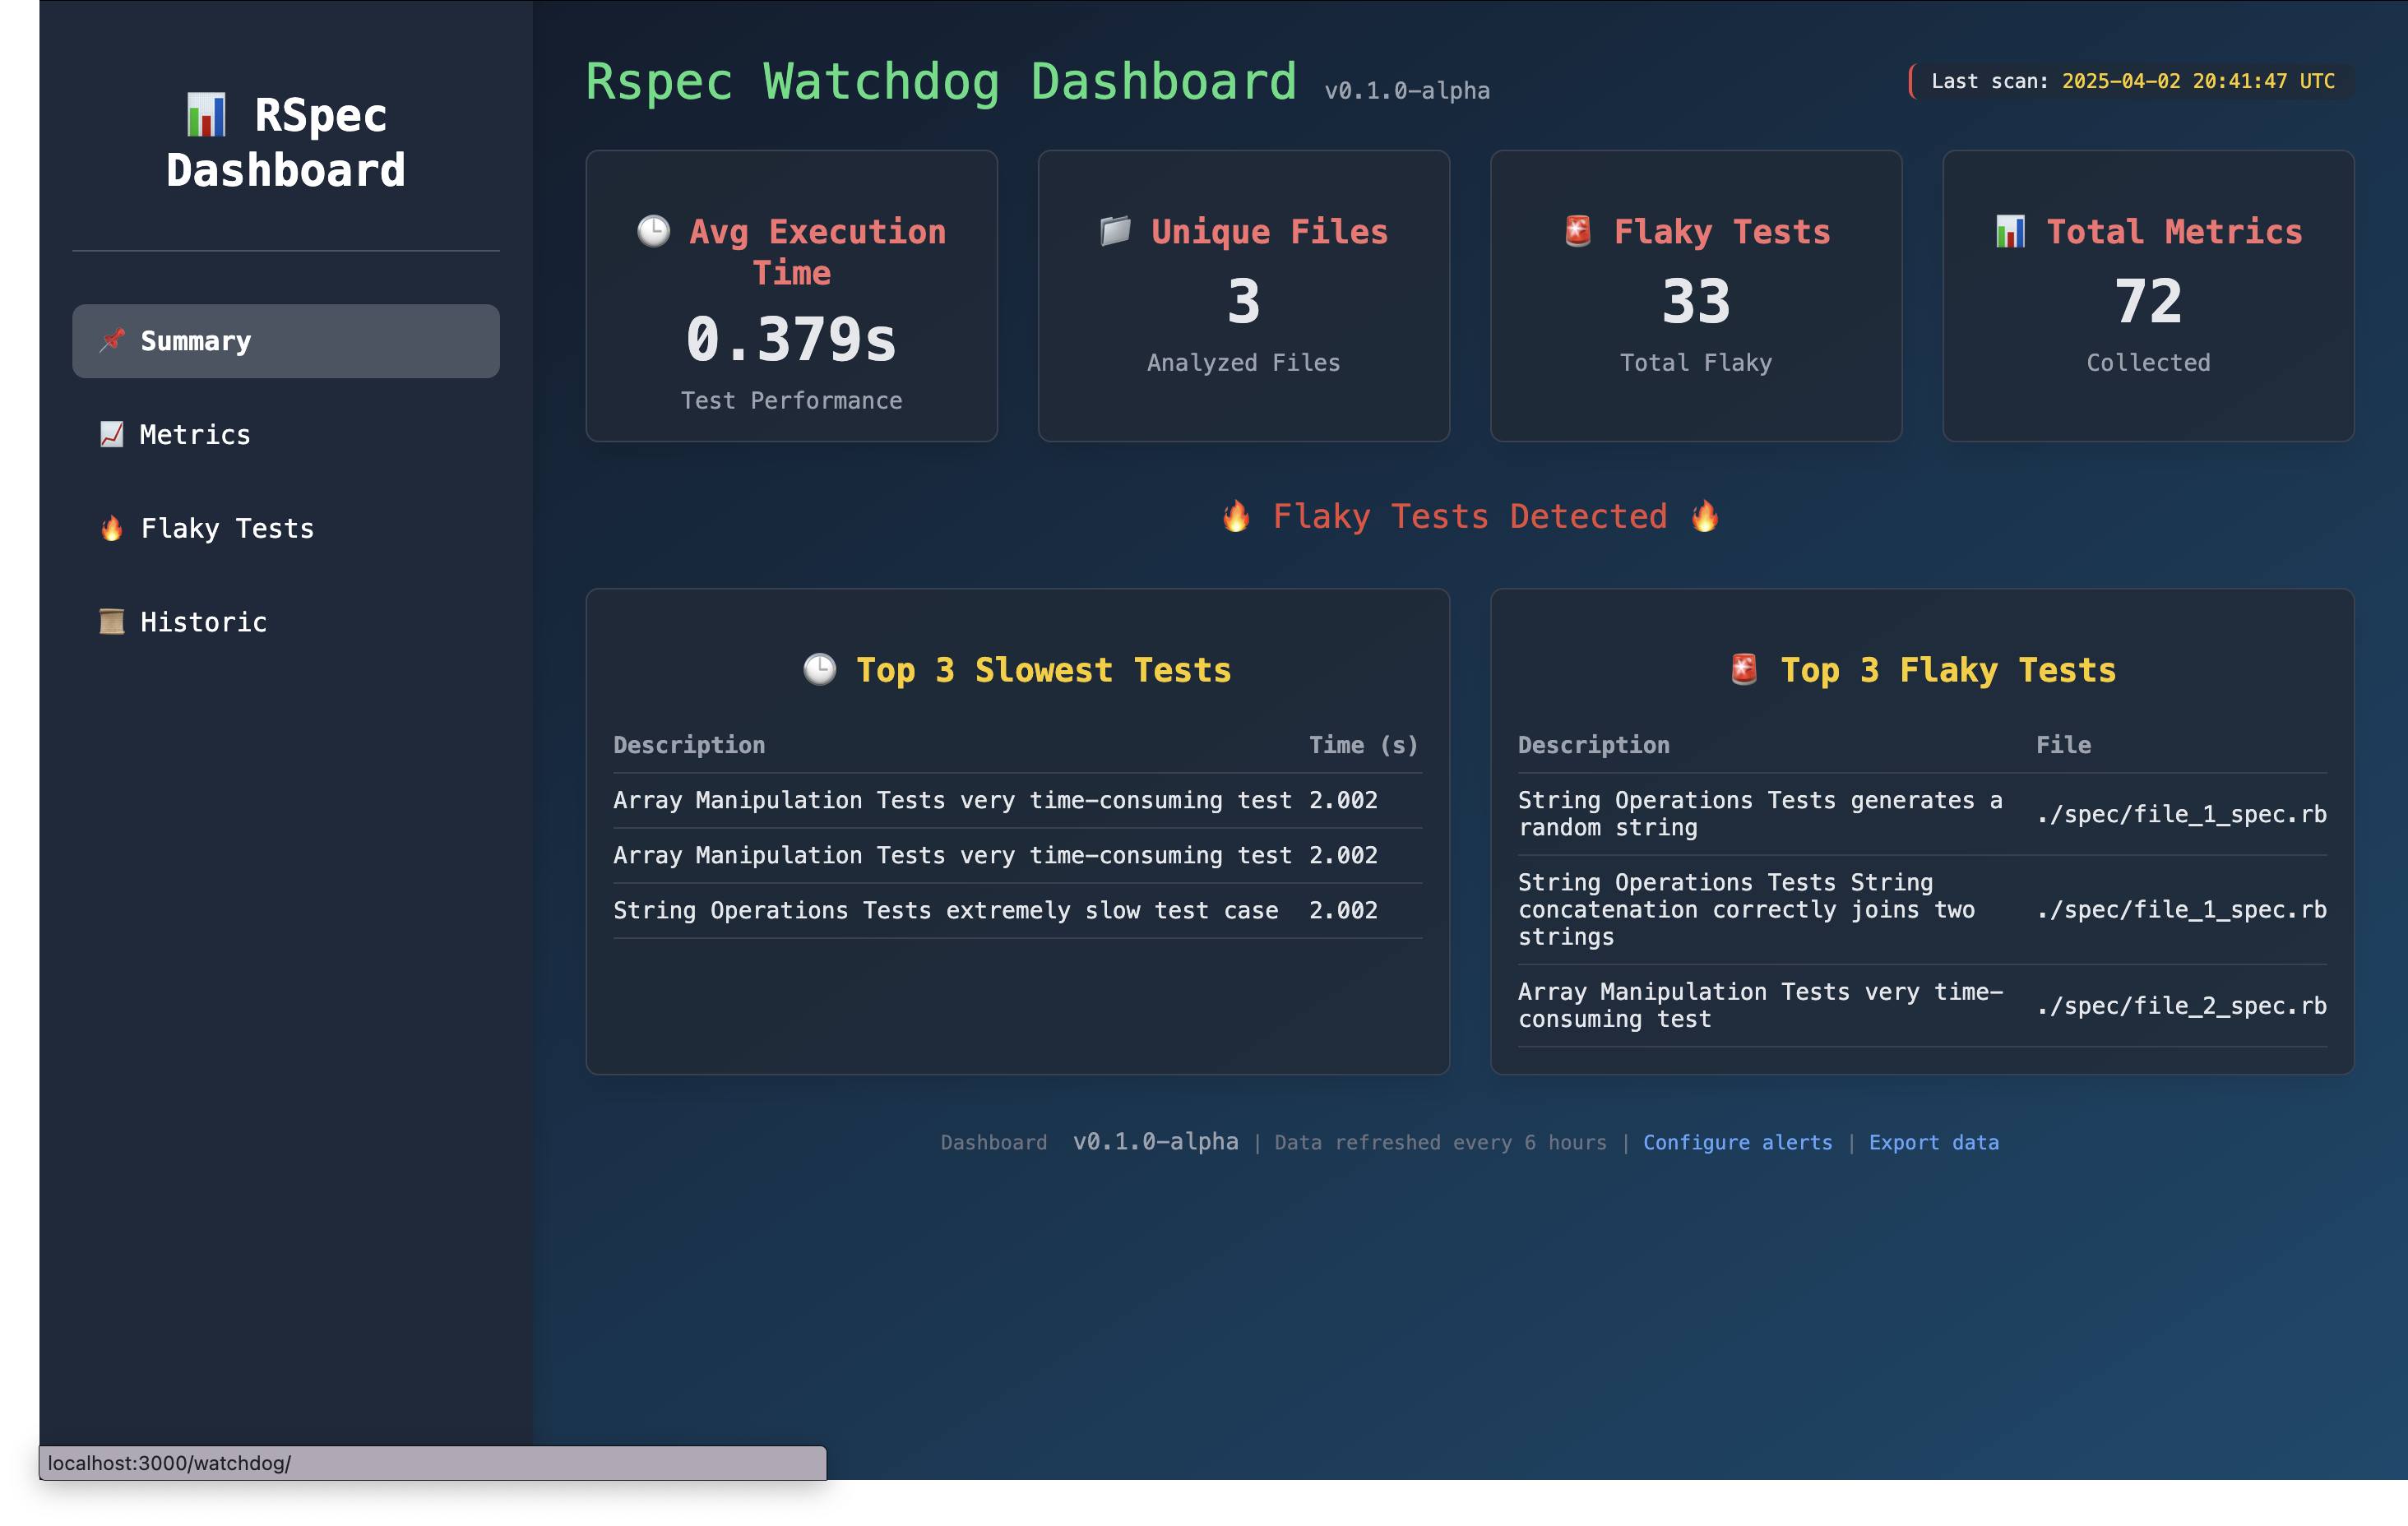 📊 RSpec
Dashboard
📌 Summary
📈 Metrics
🔥 Flaky Tests
📜 Historic
Rspec Watchdog Dashboard v0.1.0-alpha
Last scan: 2025-04-02 20:41:47 UTC
🕒 Avg Execution
Time
0.379s
Test Performance
📁 Unique Files
3
Analyzed Files
🚨 Flaky Tests
33
Total Flaky
📊 Total Metrics
72
Collected
🔥 Flaky Tests Detected 🔥
🕒 Top 3 Slowest Tests
Description Time (s)
Array Manipulation Tests very time-consuming test 2.002
Array Manipulation Tests very time-consuming test 2.002
String Operations Tests extremely slow test case 2.002
🚨 Top 3 Flaky Tests
Description File
String Operations Tests generates a
random string
./spec/file_1_spec.rb
String Operations Tests String
concatenation correctly joins two
strings
./spec/file_1_spec.rb
Array Manipulation Tests very time-
consuming test
./spec/file_2_spec.rb
Dashboard v0.1.0-alpha | Data refreshed every 6 hours | Configure alerts | Export data
localhost:3000/watchdog/